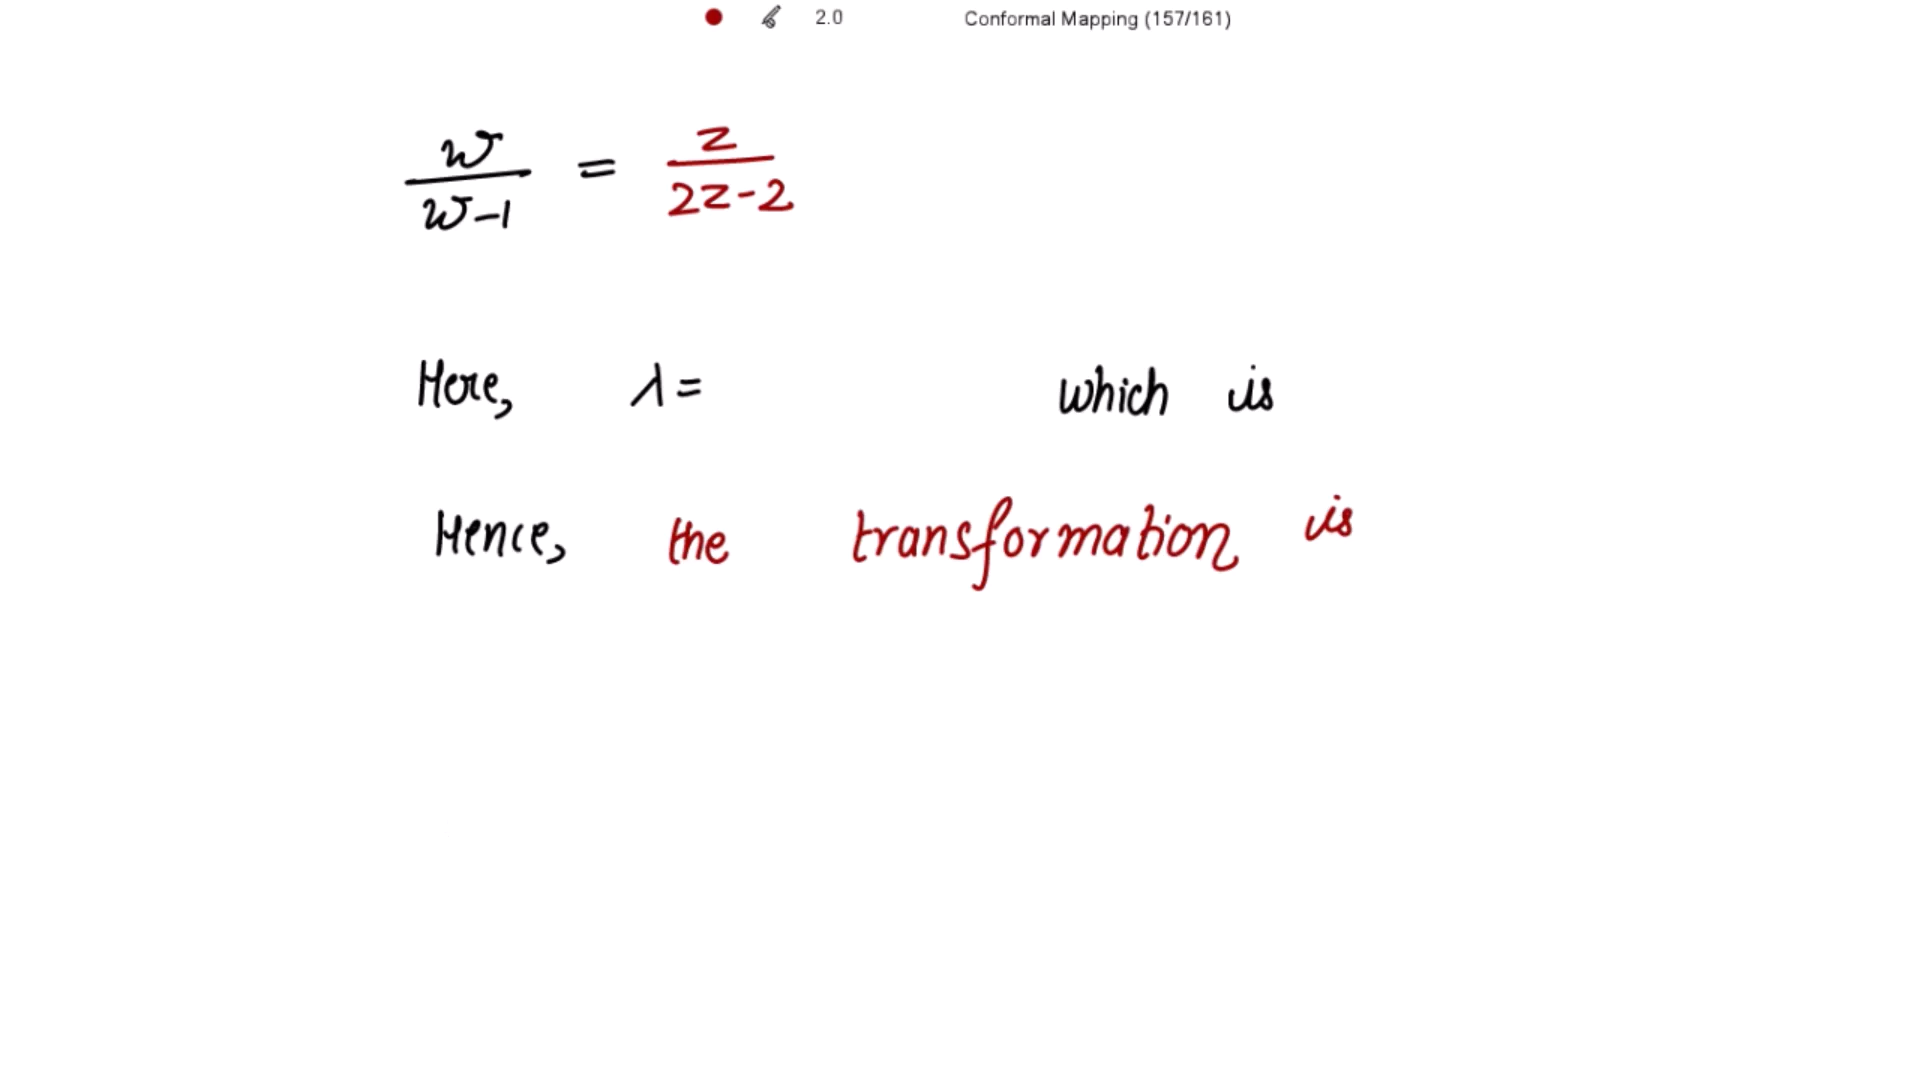 2.0 Conformal Mapping (157/161)
w/(w-1) = z/(2z-2)
Here, λ = which is
Hence, the transformation is